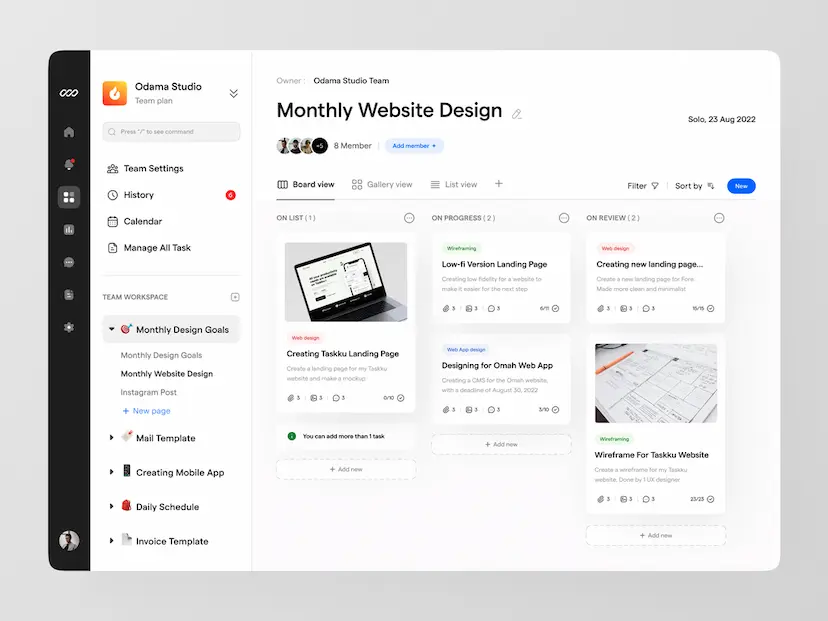 Odama Studio
Team plan
Press "/" to see command
Team Settings
History
6
Calendar
Manage All Task
TEAM WORKSPACE
Monthly Design Goals
Monthly Design Goals
Monthly Website Design
Instagram Post
+ New page
Mail Template
Creating Mobile App
Daily Schedule
Invoice Template
Owner : Odama Studio Team
Monthly Website Design
Solo, 23 Aug 2022
+5
8 Member
Add member +
Board view
Gallery view
List view
+
Filter
Sort by
New
ON LIST ( 1 )
Web design
Creating Taskku Landing Page
Create a landing page for my Taskku
website and make a mockup
3 3 3 0/10
You can add more than 1 task
+ Add new
ON PROGRESS ( 2 )
Wireframing
Low-fi Version Landing Page
Creating low fidelity for a website to
make it easier for the next step
3 3 3 6/11
Web App design
Designing for Omah Web App
Creating a CMS for the Omah website,
with a deadline of August 30, 2022
3 3 3 3/10
+ Add new
ON REVIEW ( 2 )
Web design
Creating new landing page...
Create a new landing page for Fore.
Made more clean and minimalist
3 3 3 15/15
Wireframing
Wireframe For Taskku Website
Create a wireframe for my Taskku
website. Done by 1 UX designer
3 3 3 23/23
+ Add new